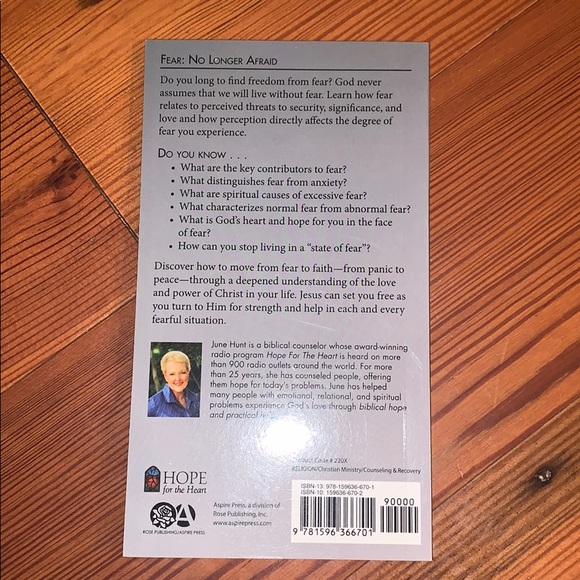 FEAR: NO LONGER AFRAID
Do you long to find freedom from fear? God never
assumes that we will live without fear. Learn how fear
relates to perceived threats to security, significance, and
love and how perception directly affects the degree of
fear you experience.
DO YOU KNOW . . .
• What are the key contributors to fear?
• What distinguishes fear from anxiety?
• What are spiritual causes of excessive fear?
• What characterizes normal fear from abnormal fear?
• What is God's heart and hope for you in the face
of fear?
• How can you stop living in a “state of fear”?
Discover how to move from fear to faith—from panic to
peace—through a deepened understanding of the love
and power of Christ in your life. Jesus can set you free as
you turn to Him for strength and help in each and every
fearful situation.
June Hunt is a biblical counselor whose award-winning
radio program Hope For The Heart is heard on more
than 900 radio outlets around the world. For more
than 25 years, she has counseled people, offering
them hope for today's problems. June has helped
many people with emotional, relational, and spiritual
problems experience God's love through biblical hope
and practical
Code # 230X
RELIGION/Christian Ministry/Counseling & Recovery
HOPE
for the Heart
ROSE PUBLISHING/ASPIRE PRESS
Aspire Press, a division of
Rose Publishing, Inc.
www.aspirepress.com
ISBN-13: 978-159636-670-1
ISBN-10: 159636-670-2
90000
9 781596 366701